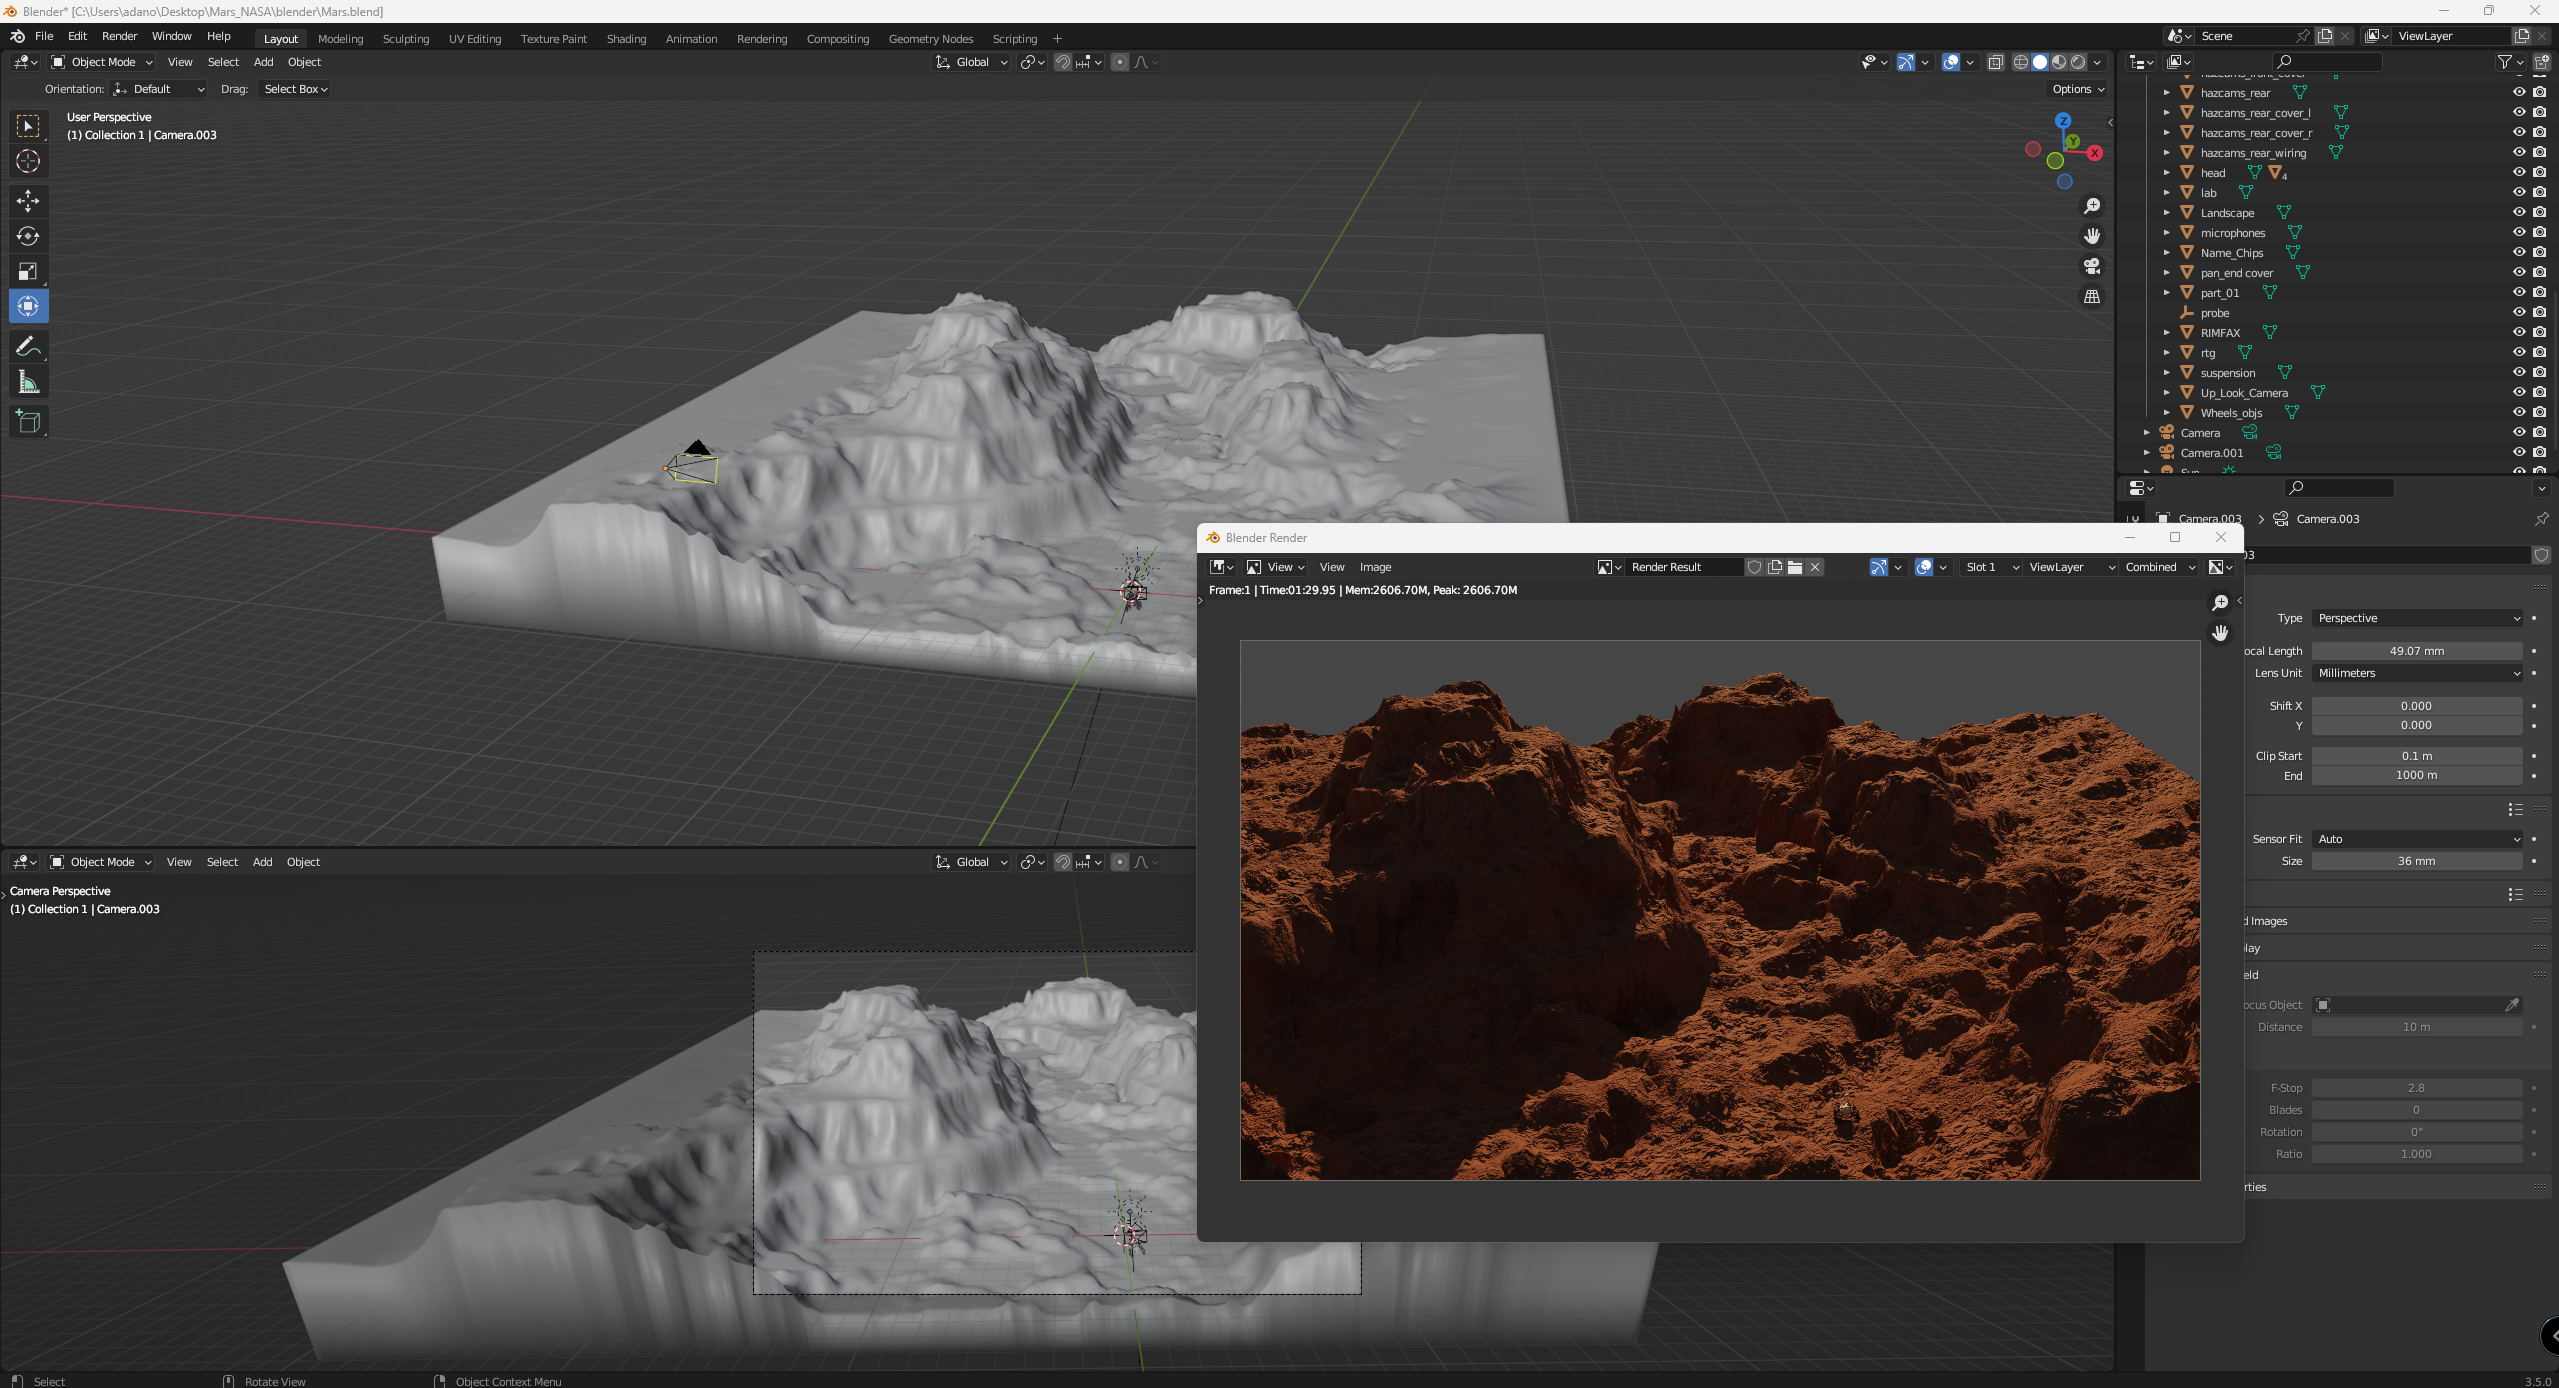 Blender* [C:\Users\adano\Desktop\Mars_NASA\blender\Mars.blend]
File Edit Render Window Help Layout Modeling Sculpting UV Editing Texture Paint Shading Animation Rendering Compositing Geometry Nodes Scripting + Scene ViewLayer
Object Mode View Select Add Object Global
Orientation: Default Drag: Select Box Options
User Perspective
(1) Collection 1 | Camera.003
Z
Y
X
hazcams_front_cover
hazcams_rear
hazcams_rear_cover_l
hazcams_rear_cover_r
hazcams_rear_wiring
head 4
lab
Landscape
microphones
Name_Chips
pan_end cover
part_01
probe
RIMFAX
rtg
suspension
Up_Look_Camera
Wheels_objs
Camera
Camera.001
Sun
Camera.003 > Camera.003
03
Type Perspective
ocal Length 49.07 mm
Lens Unit Millimeters
Shift X 0.000
Y 0.000
Clip Start 0.1 m
End 1000 m
Sensor Fit Auto
Size 36 mm
d Images
lay
eld
ocus Object
Distance 10 m
F-Stop 2.8
Blades 0
Rotation 0°
Ratio 1.000
rties
Blender Render
View View Image Render Result Slot 1 ViewLayer Combined
Frame:1 | Time:01:29.95 | Mem:2606.70M, Peak: 2606.70M
Object Mode View Select Add Object Global
Camera Perspective
(1) Collection 1 | Camera.003
Select Rotate View Object Context Menu 3.5.0